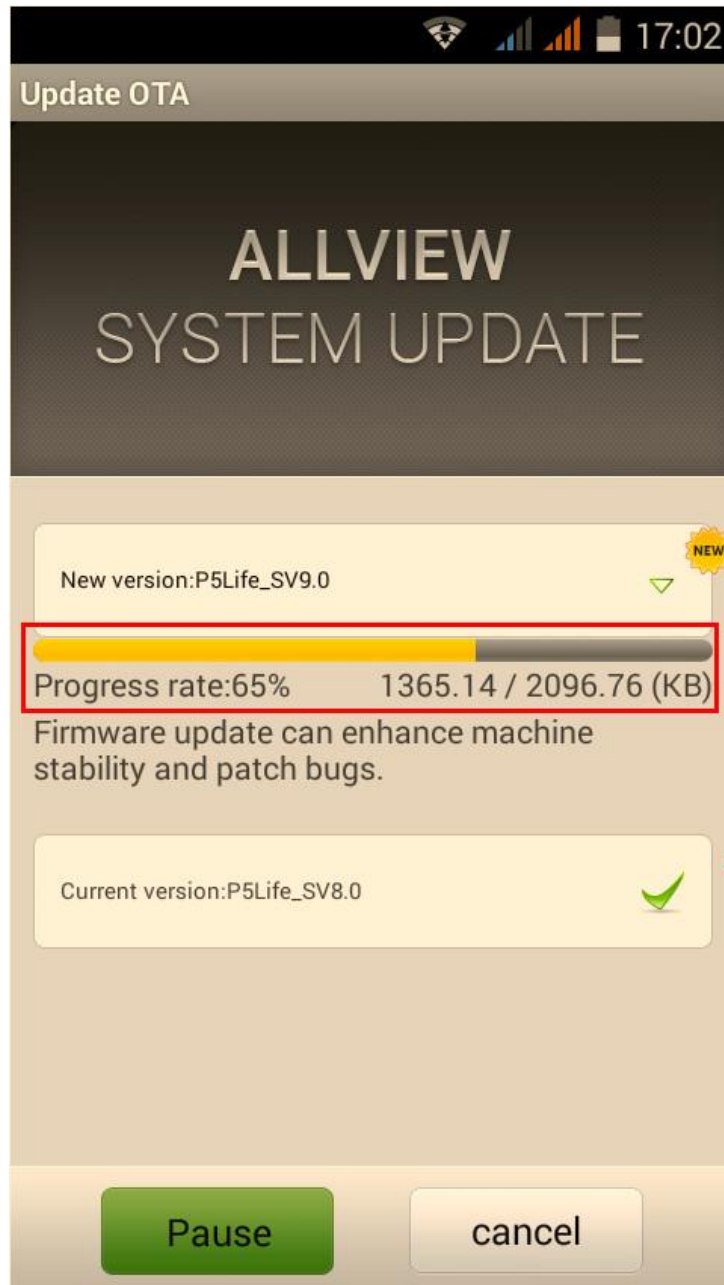 17:02
Update OTA
ALLVIEW
SYSTEM UPDATE
NEW
New version:P5Life_SV9.0
Progress rate:65% 1365.14 / 2096.76 (KB)
Firmware update can enhance machine
stability and patch bugs.
Current version:P5Life_SV8.0
Pause cancel